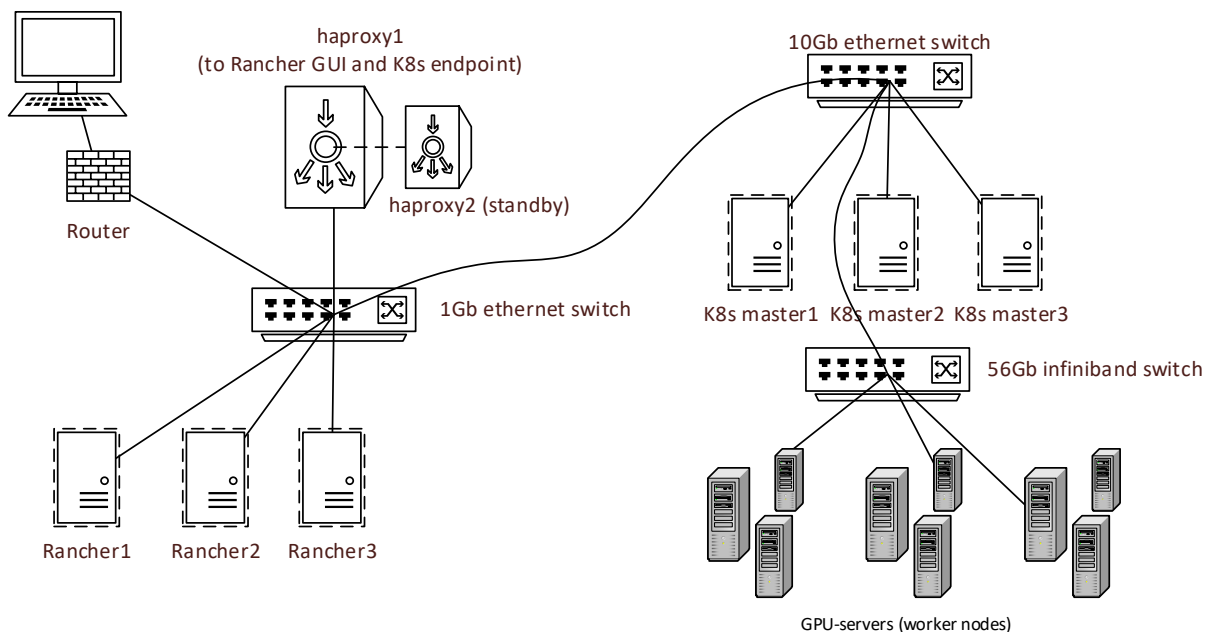 haproxy1
(to Rancher GUI and K8s endpoint)
10Gb ethernet switch
haproxy2 (standby)
Router
1Gb ethernet switch
K8s master1
K8s master2
K8s master3
56Gb infiniband switch
Rancher1
Rancher2
Rancher3
GPU-servers (worker nodes)